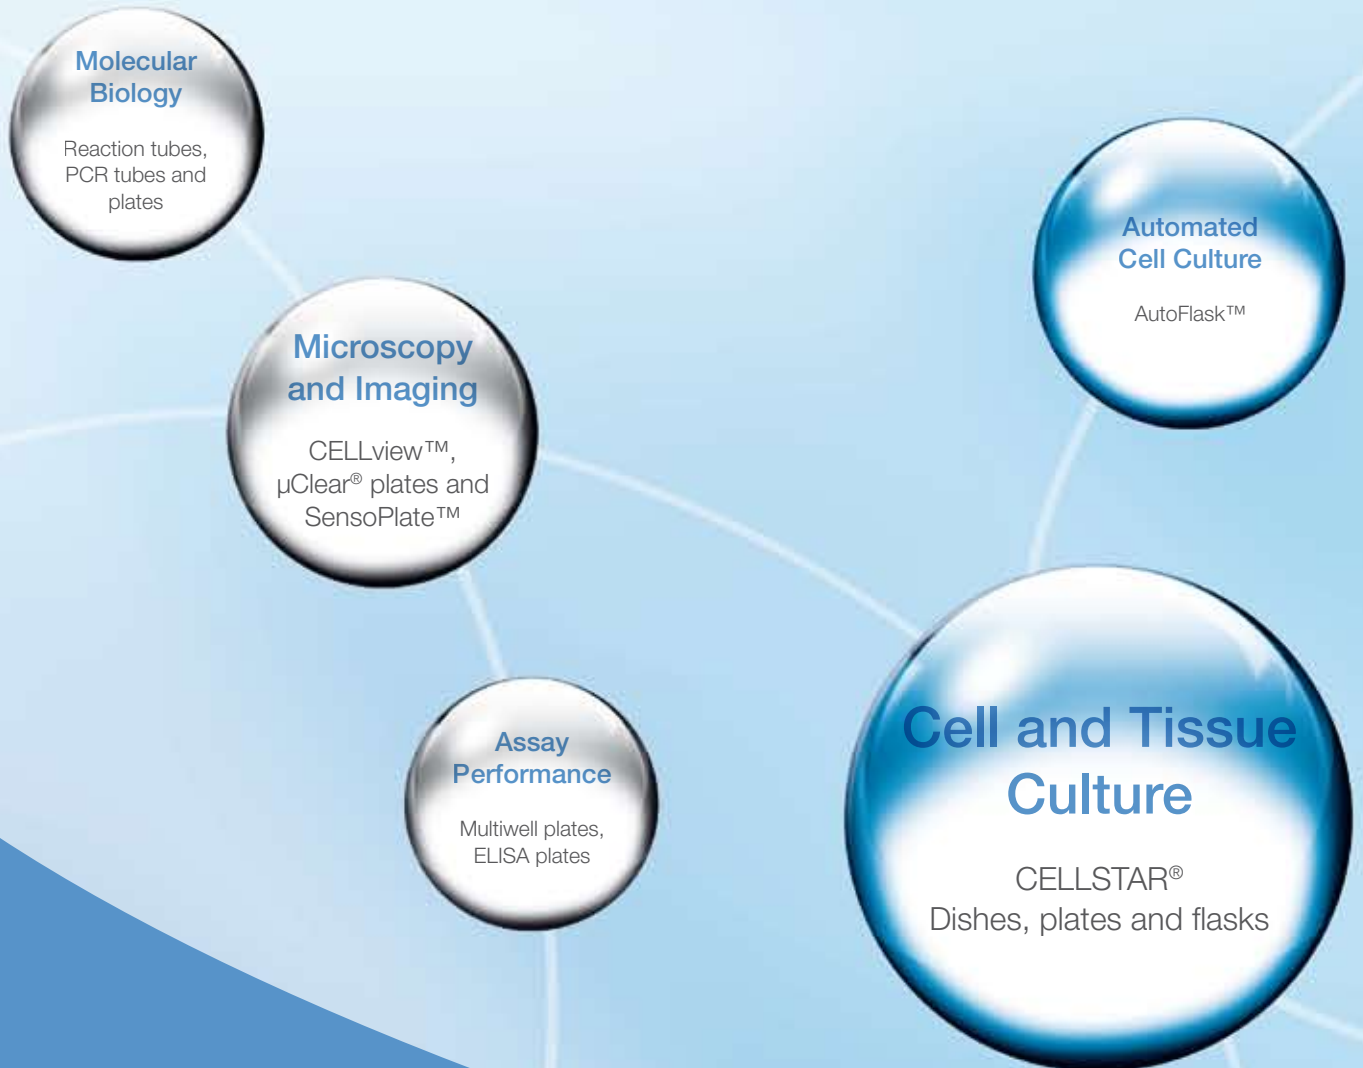 Molecular
Biology
Reaction tubes,
PCR tubes and
plates
Automated
Cell Culture
AutoFlask™
Microscopy
and Imaging
CELLview™,
µClear® plates and
SensoPlate™
Assay
Performance
Multiwell plates,
ELISA plates
Cell and Tissue
Culture
CELLSTAR®
Dishes, plates and flasks